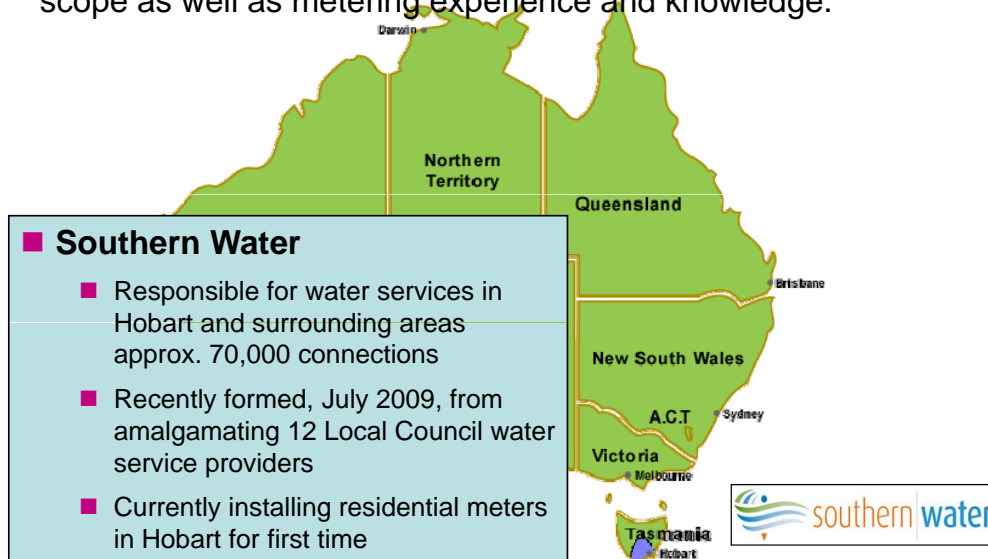 scope as well as metering experience and knowledge.
Darwin
Northern
Territory
Queensland
Southern Water
Responsible for water services in
Hobart and surrounding areas
approx. 70,000 connections
Recently formed, July 2009, from
amalgamating 12 Local Council water
service providers
Currently installing residential meters
in Hobart for first time
Brisbane
New South Wales
A.C.T
Sydney
Victoria
Melbourne
Tasmania
Hobart
southern water